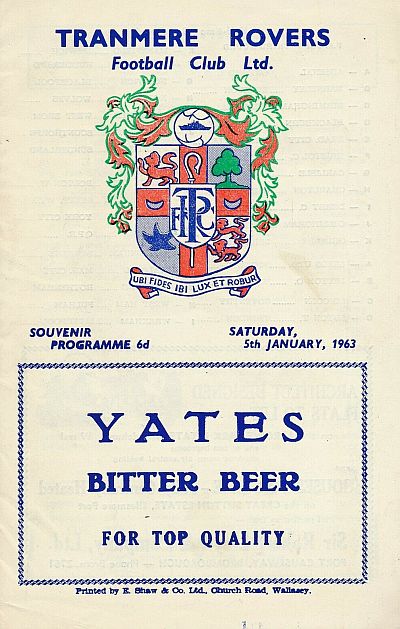 TRANMERE ROVERS
Football Club Ltd.
TRFC
UBI FIDES IBI LUX ET ROBUR
SOUVENIR
PROGRAMME 6d
SATURDAY,
5th JANUARY, 1963
YATES
BITTER BEER
FOR TOP QUALITY
Printed by E. Shaw & Co. Ltd., Church Road, Wallasey.